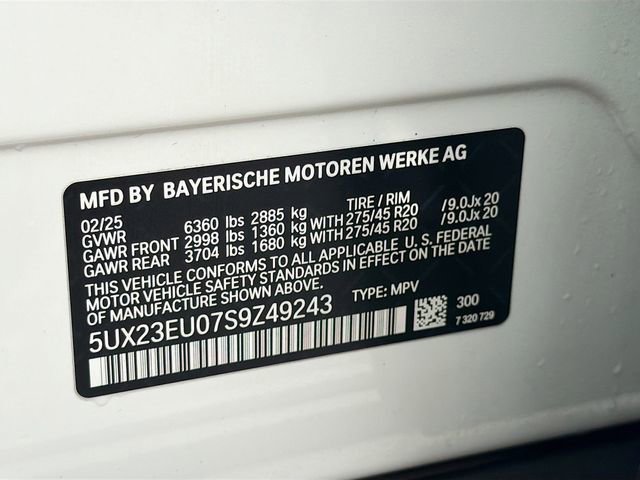 MFD BY BAYERISCHE MOTOREN WERKE AG
02/25 TIRE / RIM
GVWR 6360 lbs 2885 kg
GAWR FRONT 2998 lbs 1360 kg WITH 275/45 R20 /9.0Jx 20
GAWR REAR 3704 lbs 1680 kg WITH 275/45 R20 /9.0Jx 20
THIS VEHICLE CONFORMS TO ALL APPLICABLE U. S. FEDERAL
MOTOR VEHICLE SAFETY STANDARDS IN EFFECT ON THE DATE
OF MANUFACTURE SHOWN ABOVE.
5UX23EU07S9Z49243 TYPE: MPV 300
7 320 729